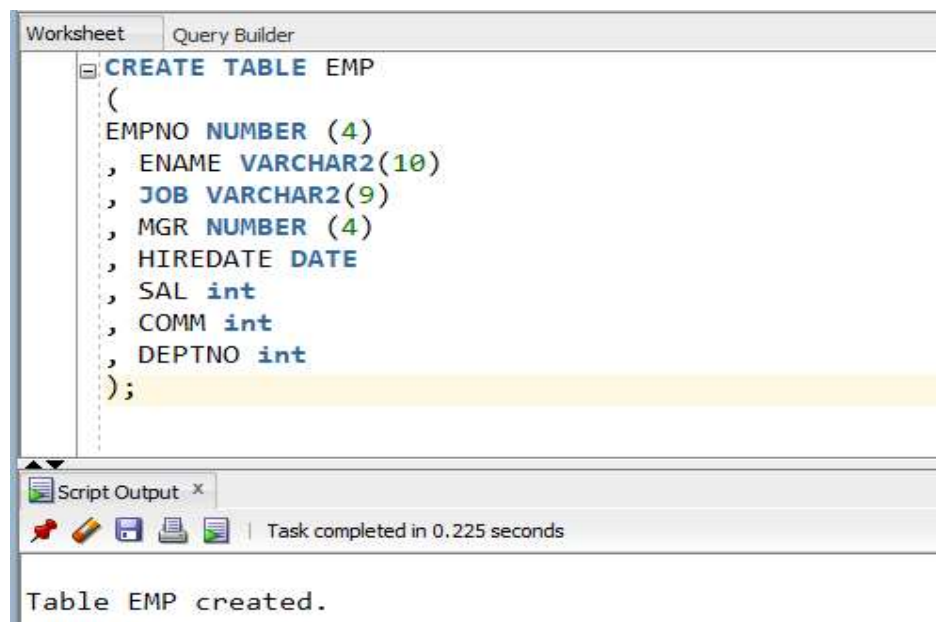 Worksheet Query Builder
CREATE TABLE EMP
(
EMPNO NUMBER (4)
, ENAME VARCHAR2(10)
, JOB VARCHAR2(9)
, MGR NUMBER (4)
, HIREDATE DATE
, SAL int
, COMM int
, DEPTNO int
);
Script Output x
Task completed in 0.225 seconds
Table EMP created.